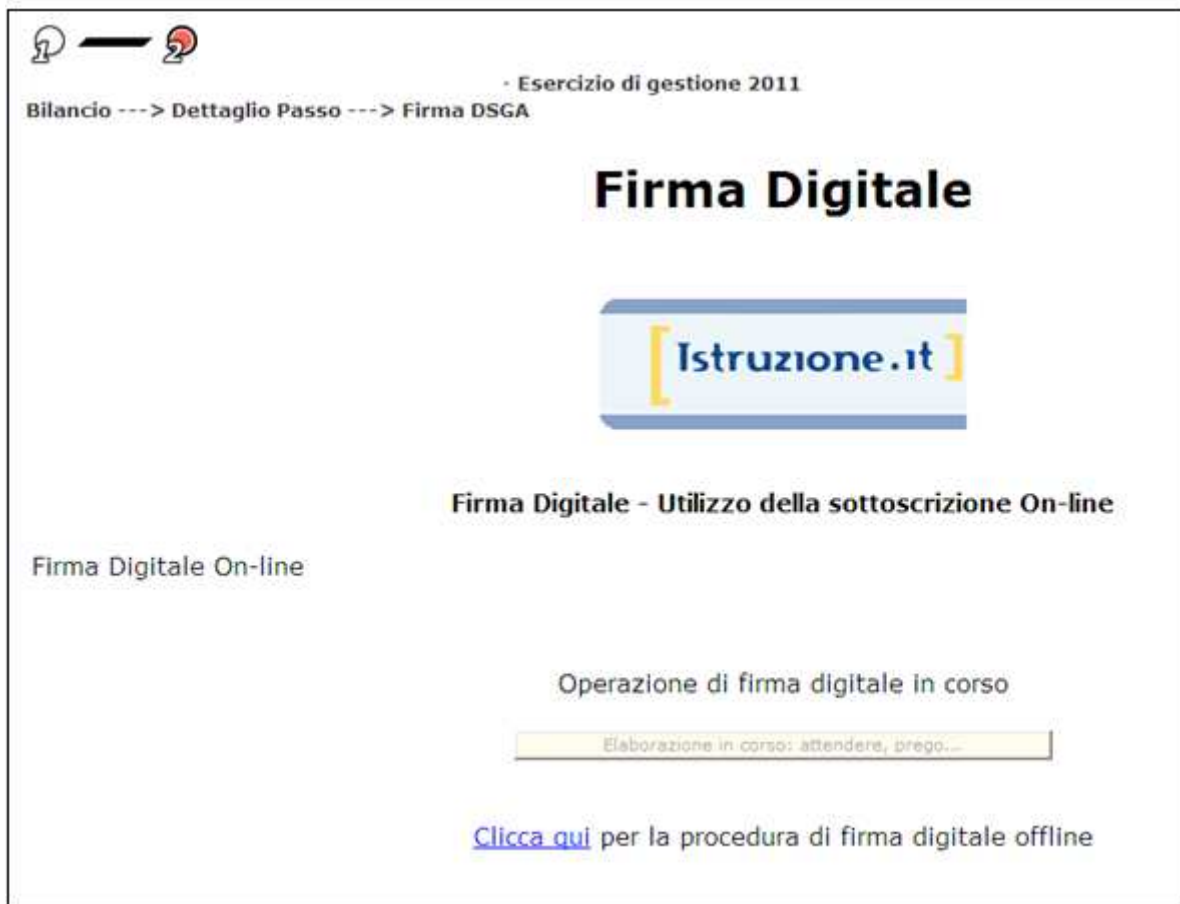 1 2
- Esercizio di gestione 2011
Bilancio ---> Dettaglio Passo ---> Firma DSGA
Firma Digitale
[Istruzione.it]
Firma Digitale - Utilizzo della sottoscrizione On-line
Firma Digitale On-line
Operazione di firma digitale in corso
Elaborazione in corso: attendere, prego...
Clicca qui per la procedura di firma digitale offline